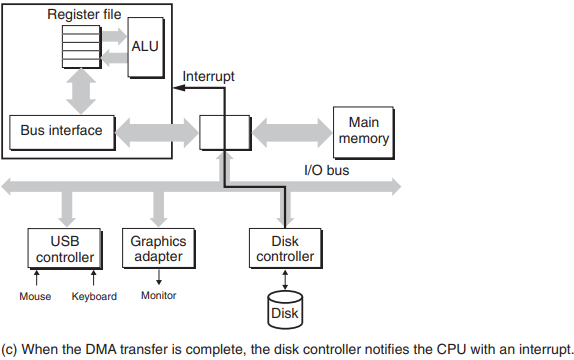 Register file
ALU
Interrupt
Bus interface
Main
memory
I/O bus
USB
controller
Graphics
adapter
Disk
controller
Mouse
Keyboard
Monitor
Disk
(c) When the DMA transfer is complete, the disk controller notifies the CPU with an interrupt.